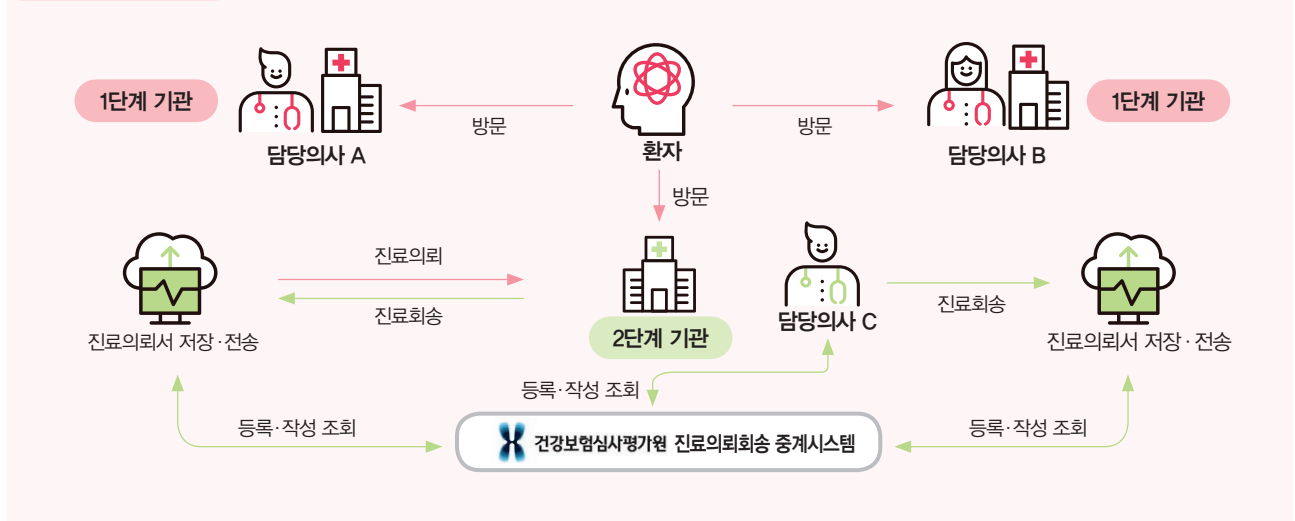 1단계 기관
방문
방문
1단계 기관
담당의사 A
환자
담당의사 B
방문
진료의뢰
진료회송
진료회송
진료의뢰서 저장·전송
2단계 기관
담당의사 C
진료의뢰서 저장·전송
등록·작성 조회
등록·작성 조회
등록·작성 조회
건강보험심사평가원 진료의뢰회송 중계시스템